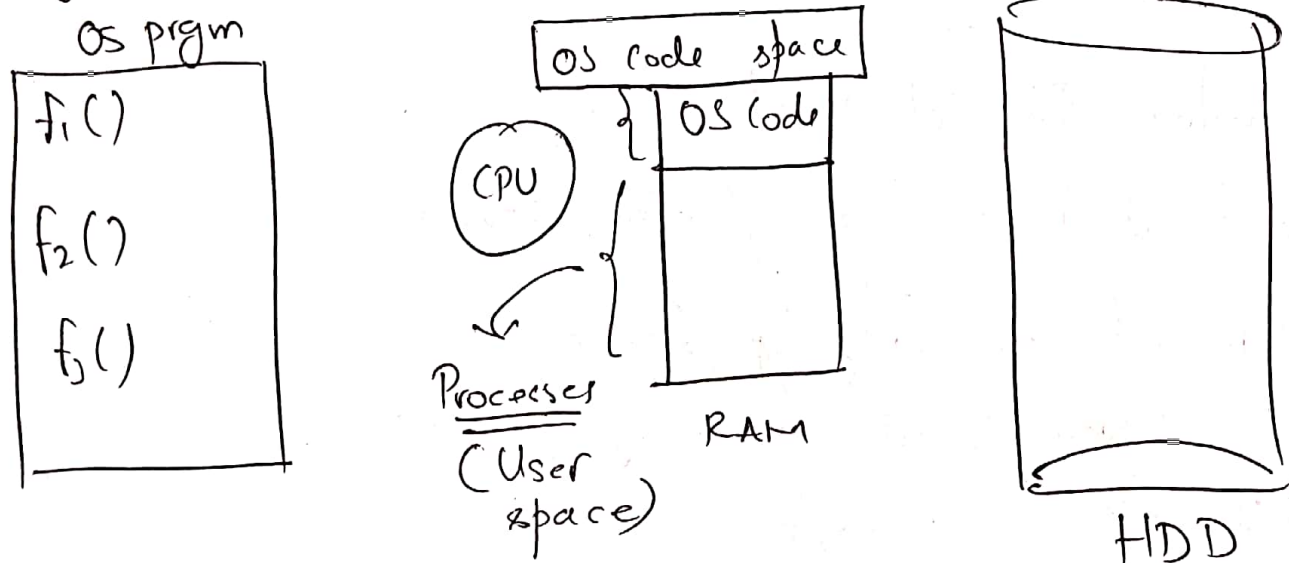 OS prgm
f₁()
f₂()
f₃()
OS code space
OS Code
CPU
Processes
(User
space)
RAM
HDD